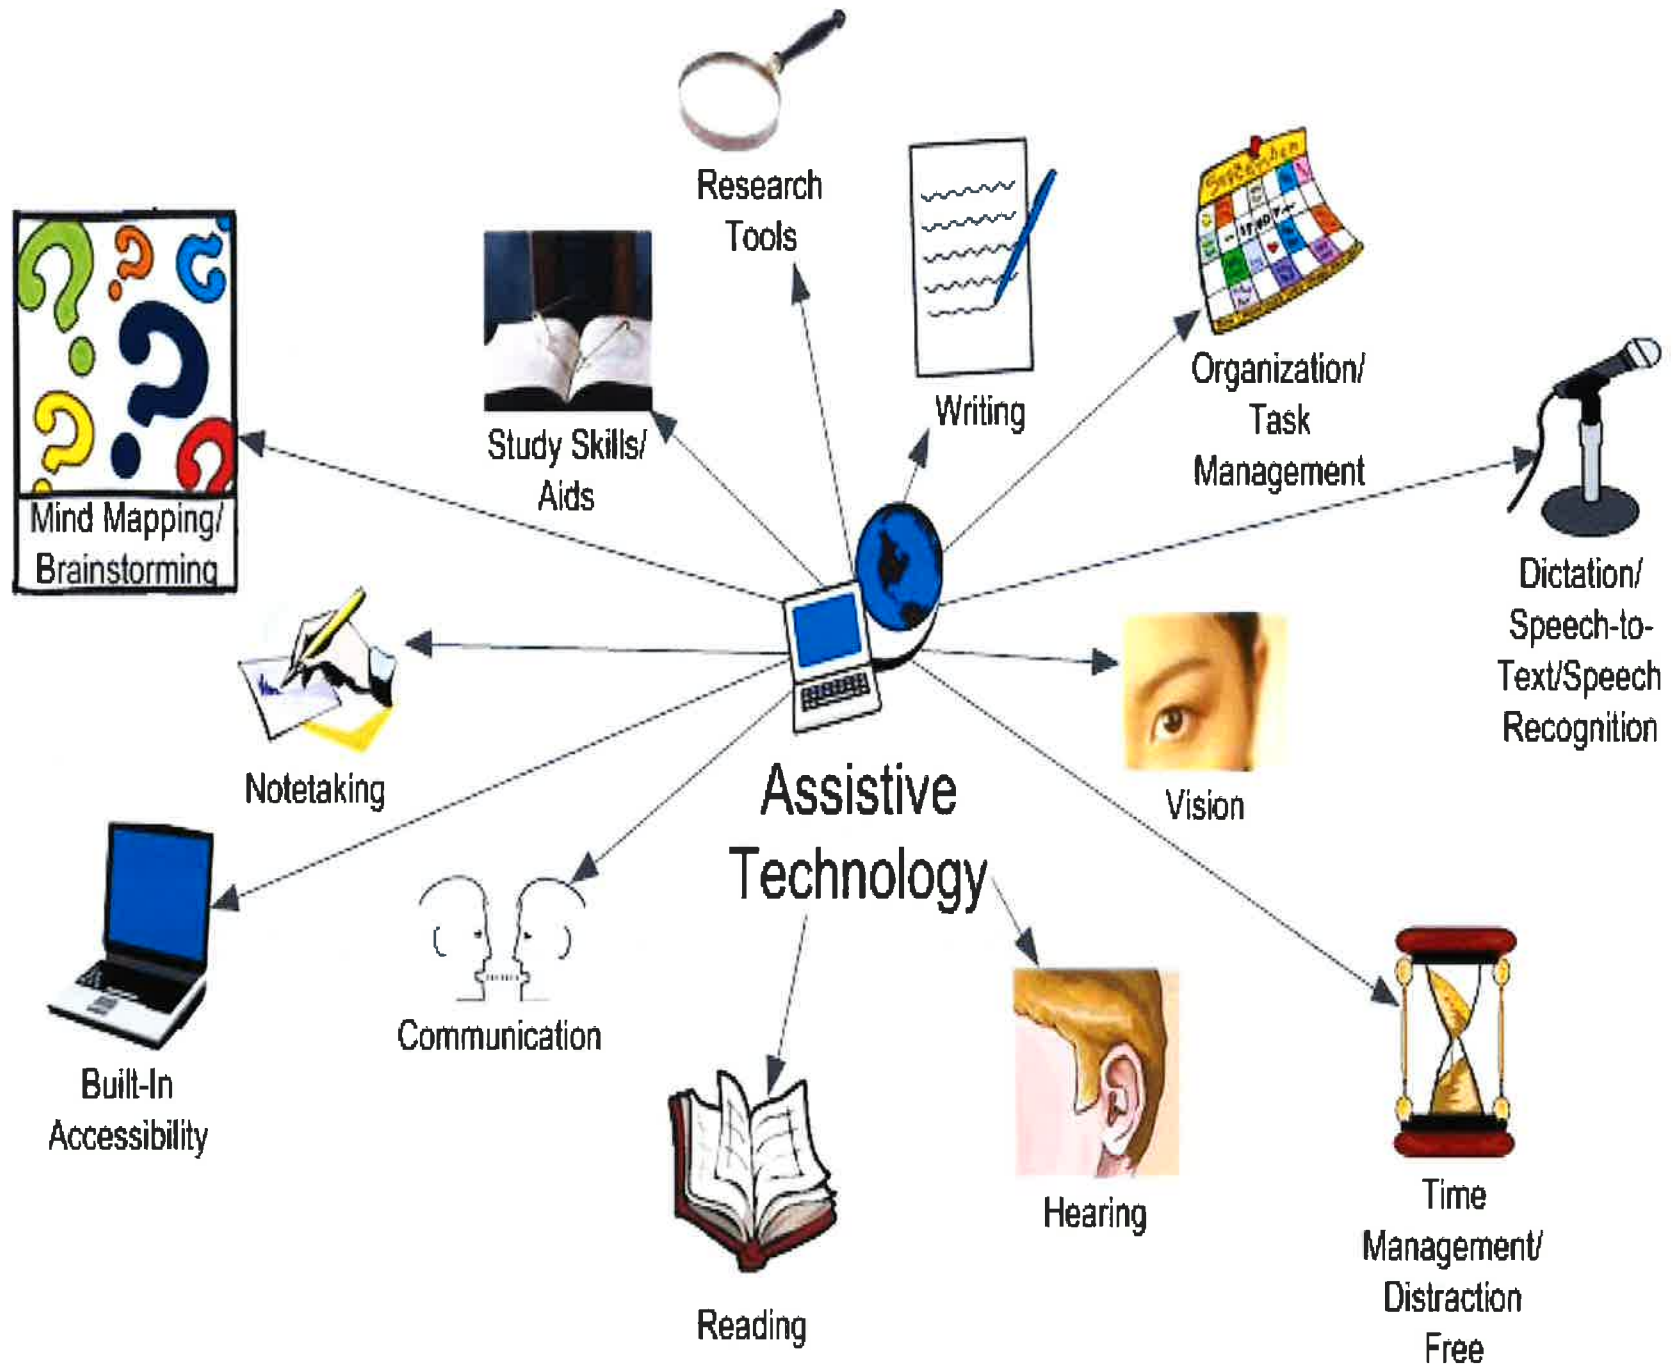 Research
Tools
September
Writing
Organization/
Task
Management
Study Skills/
Aids
Mind Mapping/
Brainstorming
Dictation/
Speech-to-
Text/Speech
Recognition
Notetaking
Assistive
Technology
Vision
Built-In
Accessibility
Communication
Reading
Hearing
Time
Management/
Distraction
Free